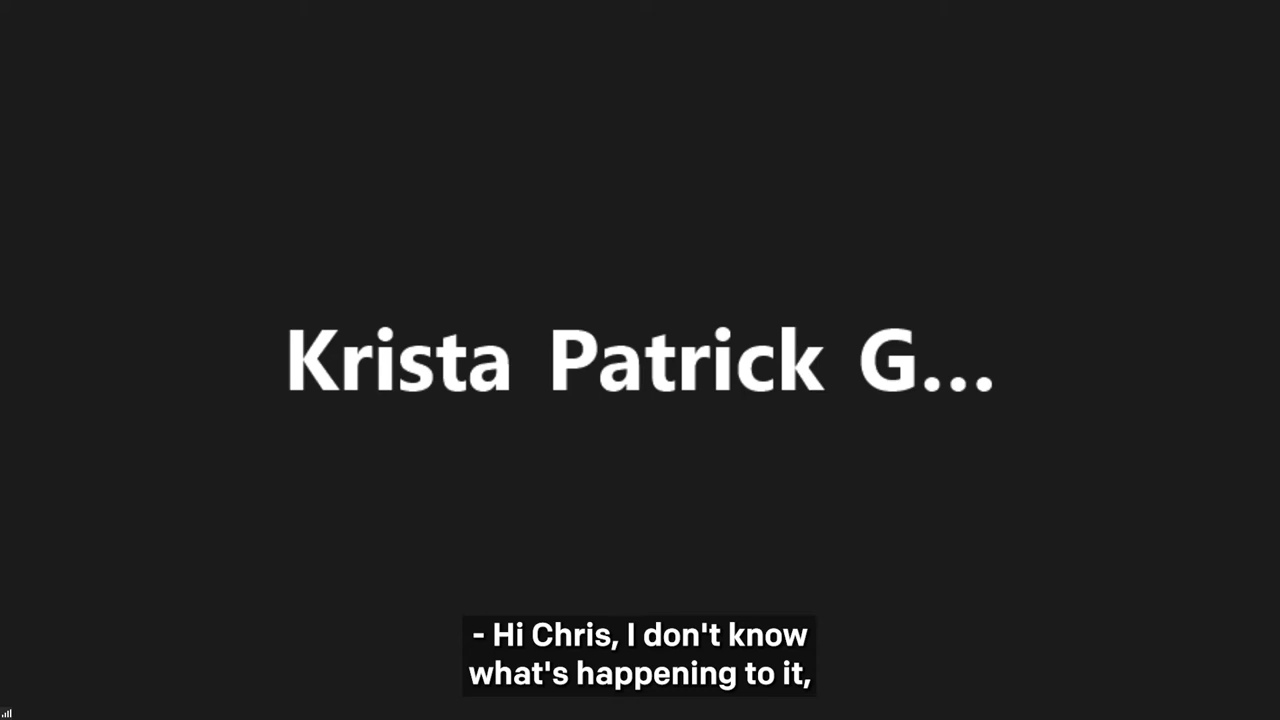 Krista Patrick G...
- Hi Chris, I don't know
what's happening to it,